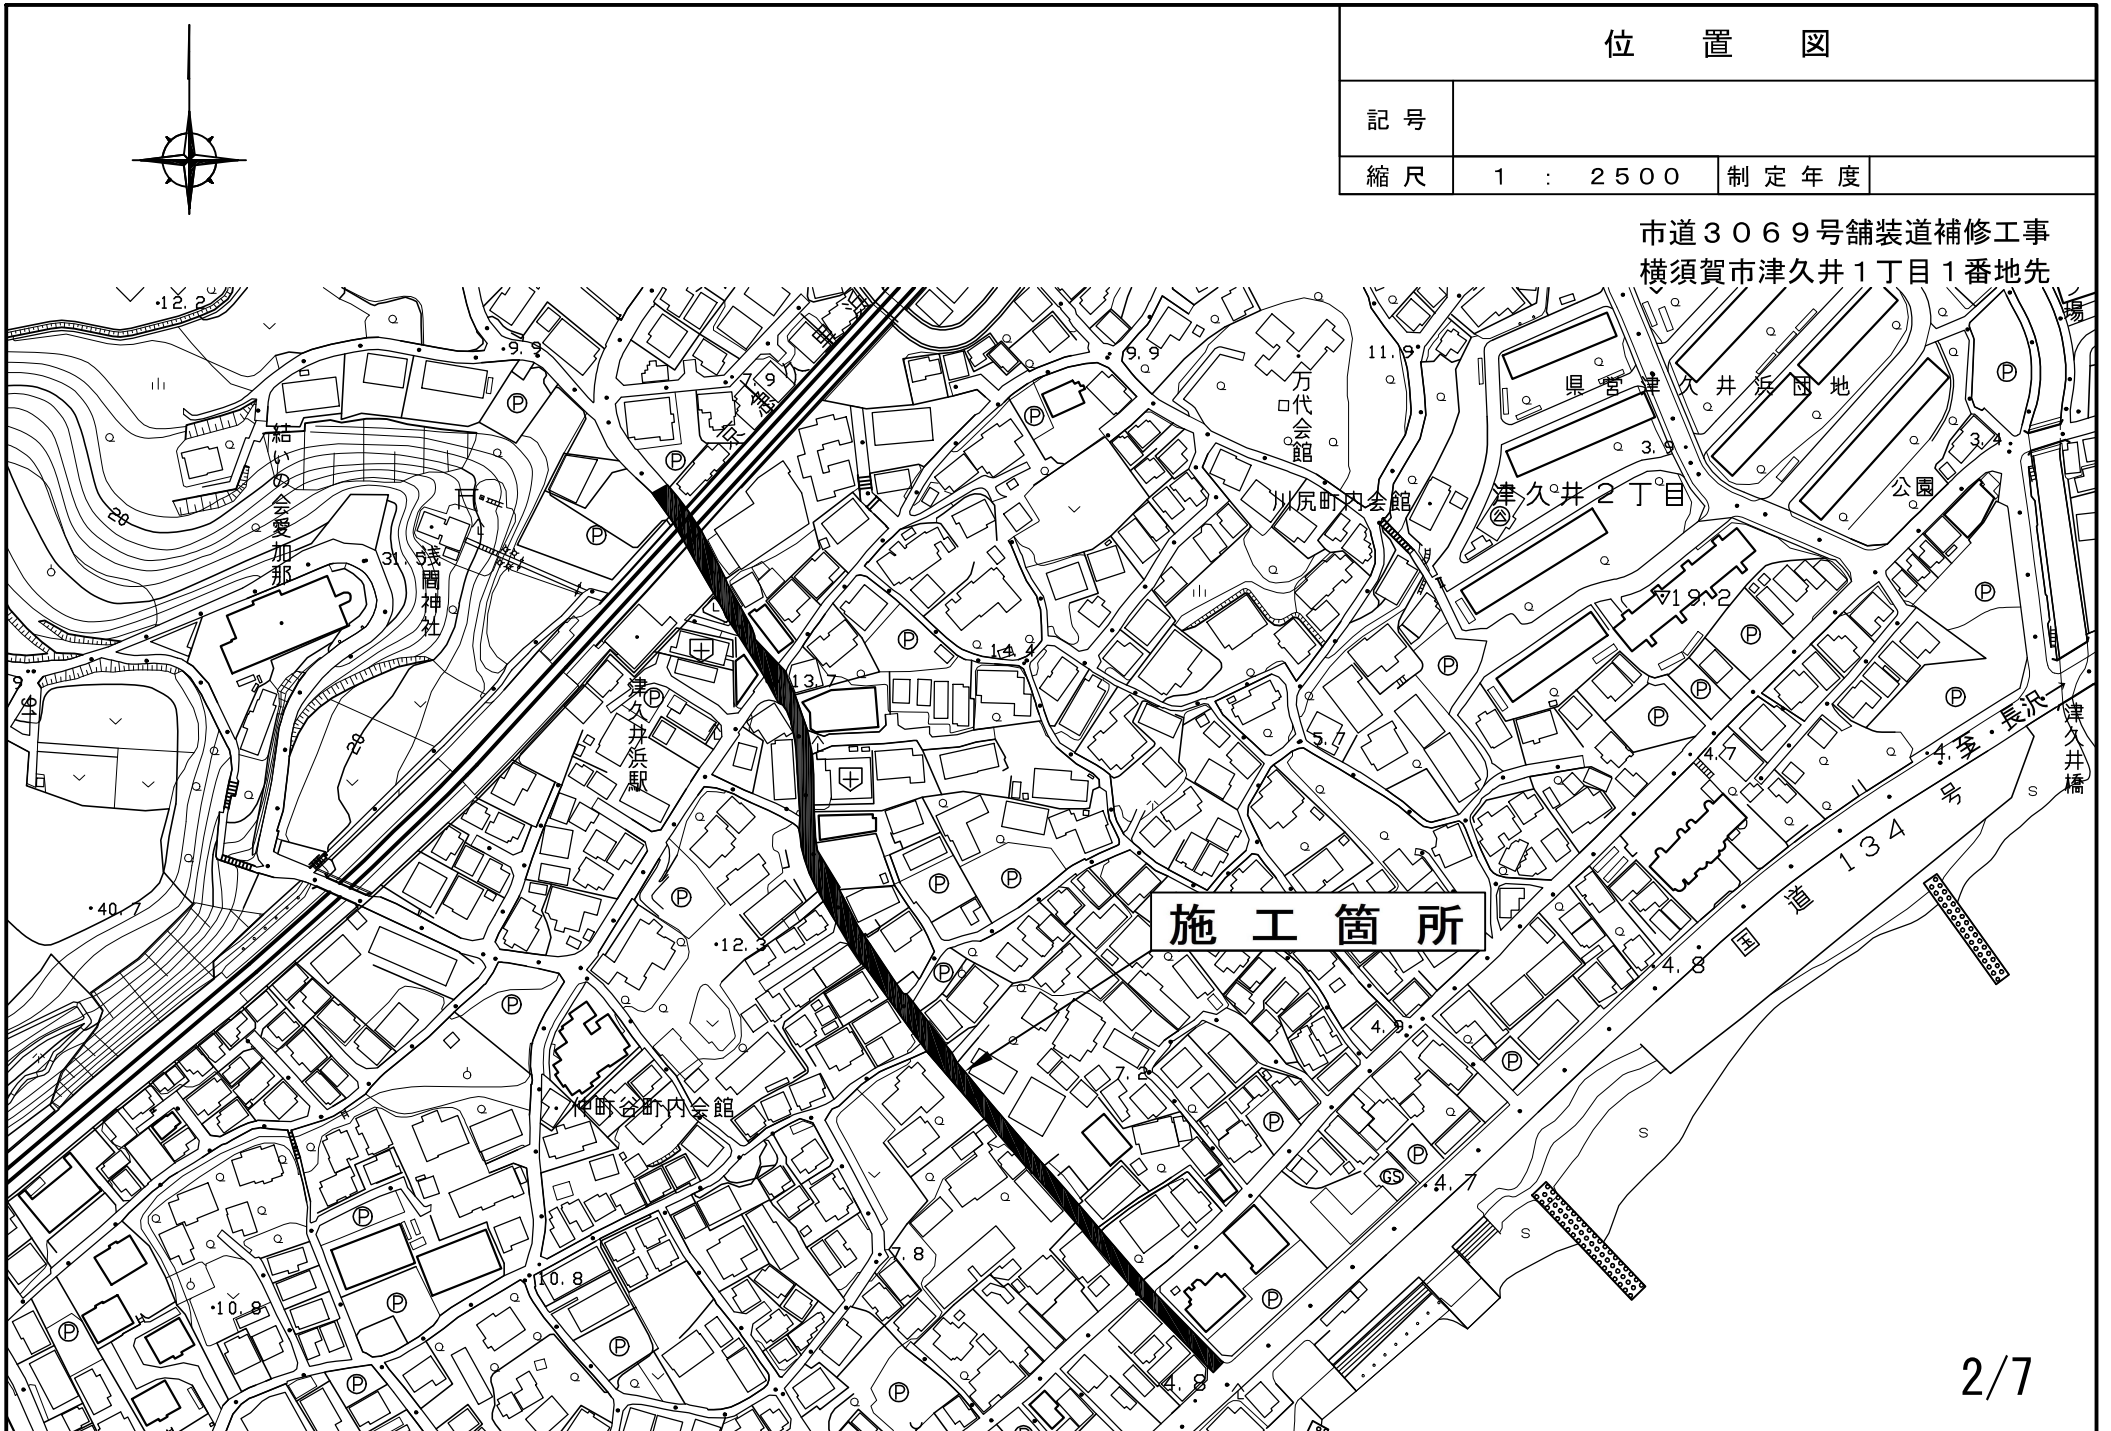 位 置 図
記 号
縮 尺 1 : 2500 制 定 年 度
市道3069号舗装道補修工事
横須賀市津久井1丁目1番地先
12.2
9.9
7.9
9.9
11.9
場
万代会館
県営津久井浜団地
3.9
3.4
公園
結いの会愛加那
20
31.5
浅間神社
川尻町内会館
津久井2丁目
19.2
14.4
13.7
津久井浜駅
20
5.7
4.7
至 長沢
津久井橋
国道134号
40.7
12.3
施 工 箇 所
4.8
4.9
7.2
仲町谷町内会館
GS
4.7
7.8
10.8
10.8
4.8
2/7